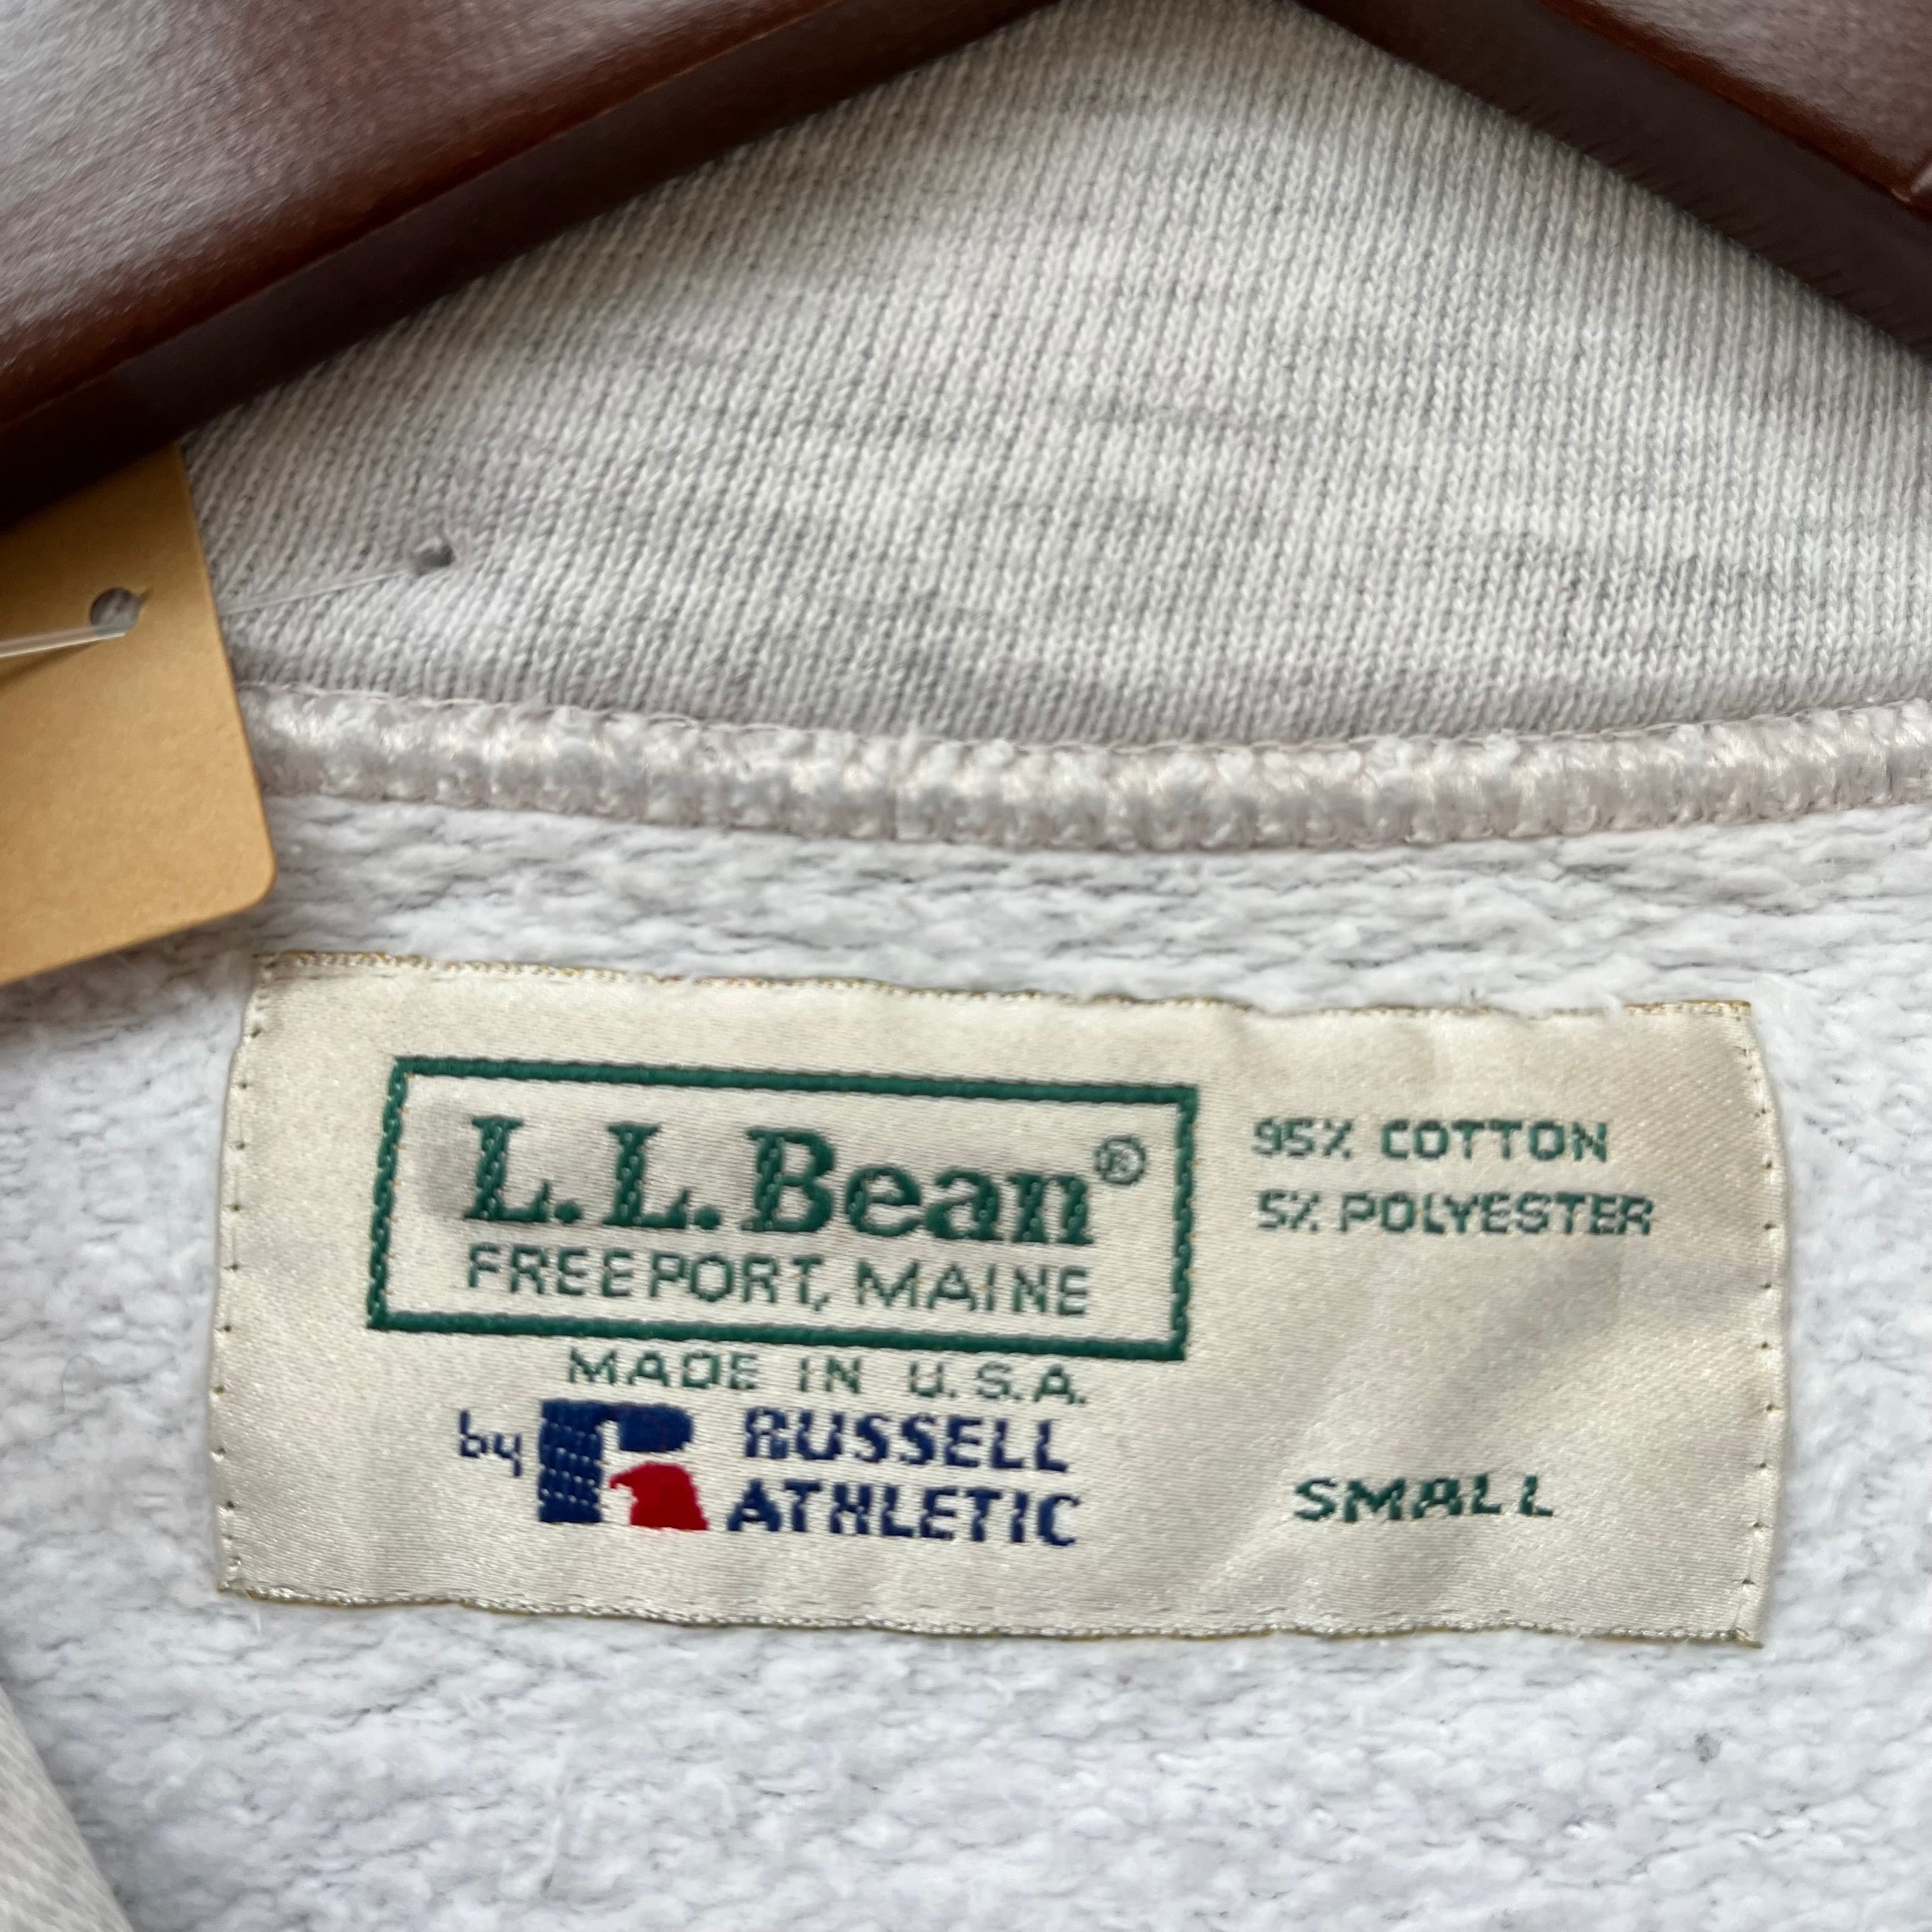 L.L.Bean®
FREEPORT, MAINE
MADE IN U.S.A.
by R RUSSELL
ATHLETIC
95% COTTON
5% POLYESTER
SMALL